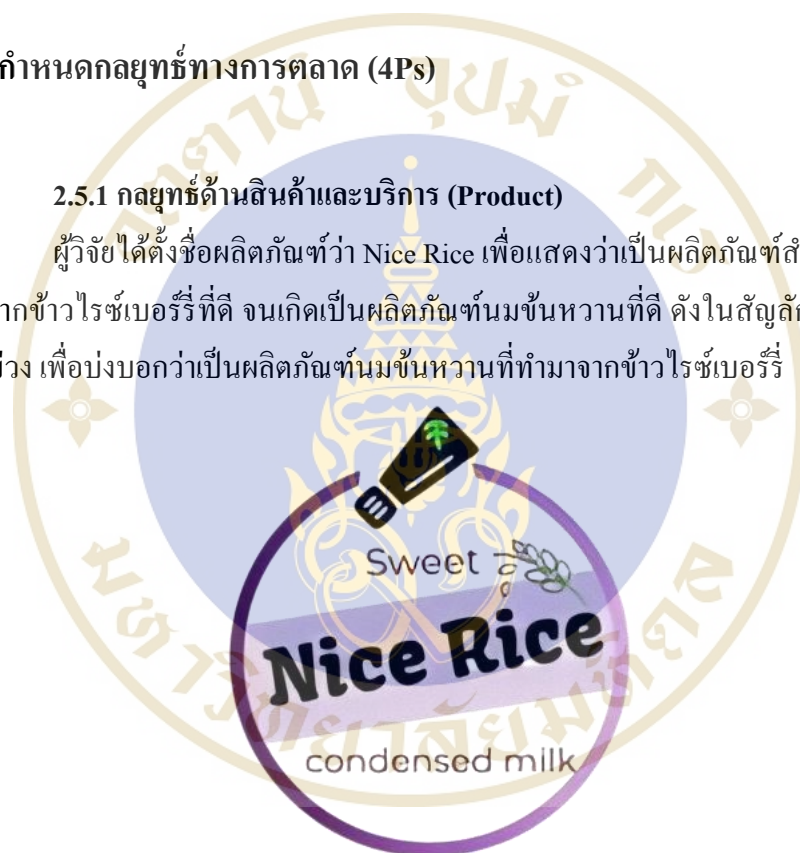 กำหนดกลยุทธ์ทางการตลาด (4Ps)
2.5.1 กลยุทธ์ด้านสินค้าและบริการ (Product)
ผู้วิจัยได้ตั้งชื่อผลิตภัณฑ์ว่า Nice Rice เพื่อแสดงว่าเป็นผลิตภัณฑ์
ข้าวไรซ์เบอร์รี่ที่ดี จนเกิดเป็นผลิตภัณฑ์นมข้นหวานที่ดี ดังในสัญลัก
เพื่อบ่งบอกว่าเป็นผลิตภัณฑ์นมข้นหวานที่ทำมาจากข้าวไรซ์เบอร์รี่
Sweet
Nice Rice
condensed milk
มหาวิทยาลัยมหิดล